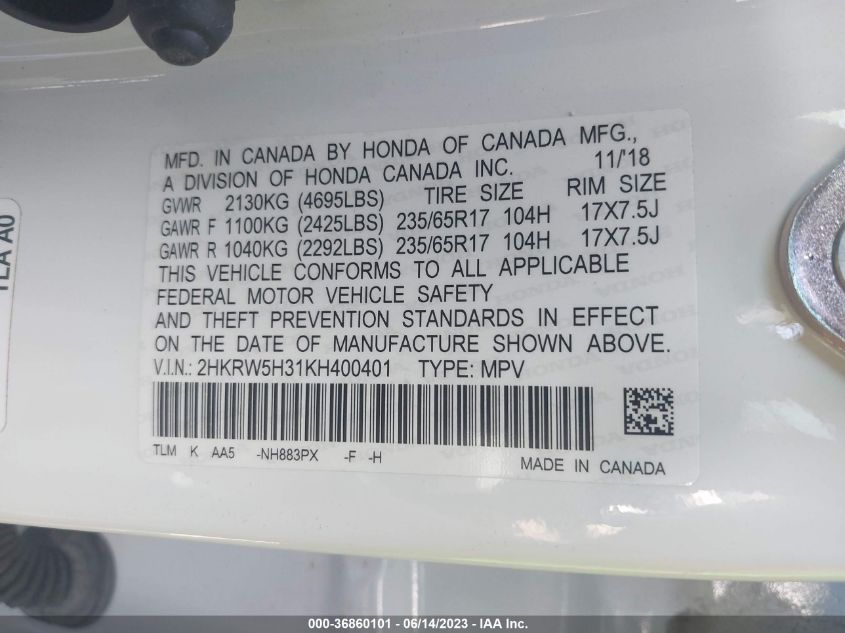 MFD. IN CANADA BY HONDA OF CANADA MFG.,
A DIVISION OF HONDA CANADA INC. 11/'18
GVWR 2130KG (4695LBS) TIRE SIZE RIM SIZE
GAWR F 1100KG (2425LBS) 235/65R17 104H 17X7.5J
GAWR R 1040KG (2292LBS) 235/65R17 104H 17X7.5J
THIS VEHICLE CONFORMS TO ALL APPLICABLE
FEDERAL MOTOR VEHICLE SAFETY
AND THEFT PREVENTION STANDARDS IN EFFECT
ON THE DATE OF MANUFACTURE SHOWN ABOVE.
V.I.N.: 2HKRW5H31KH400401 TYPE: MPV
TLM K AA5 -NH883PX -F -H
MADE IN CANADA
TLA A0
000-36860101 - 06/14/2023 - IAA Inc.